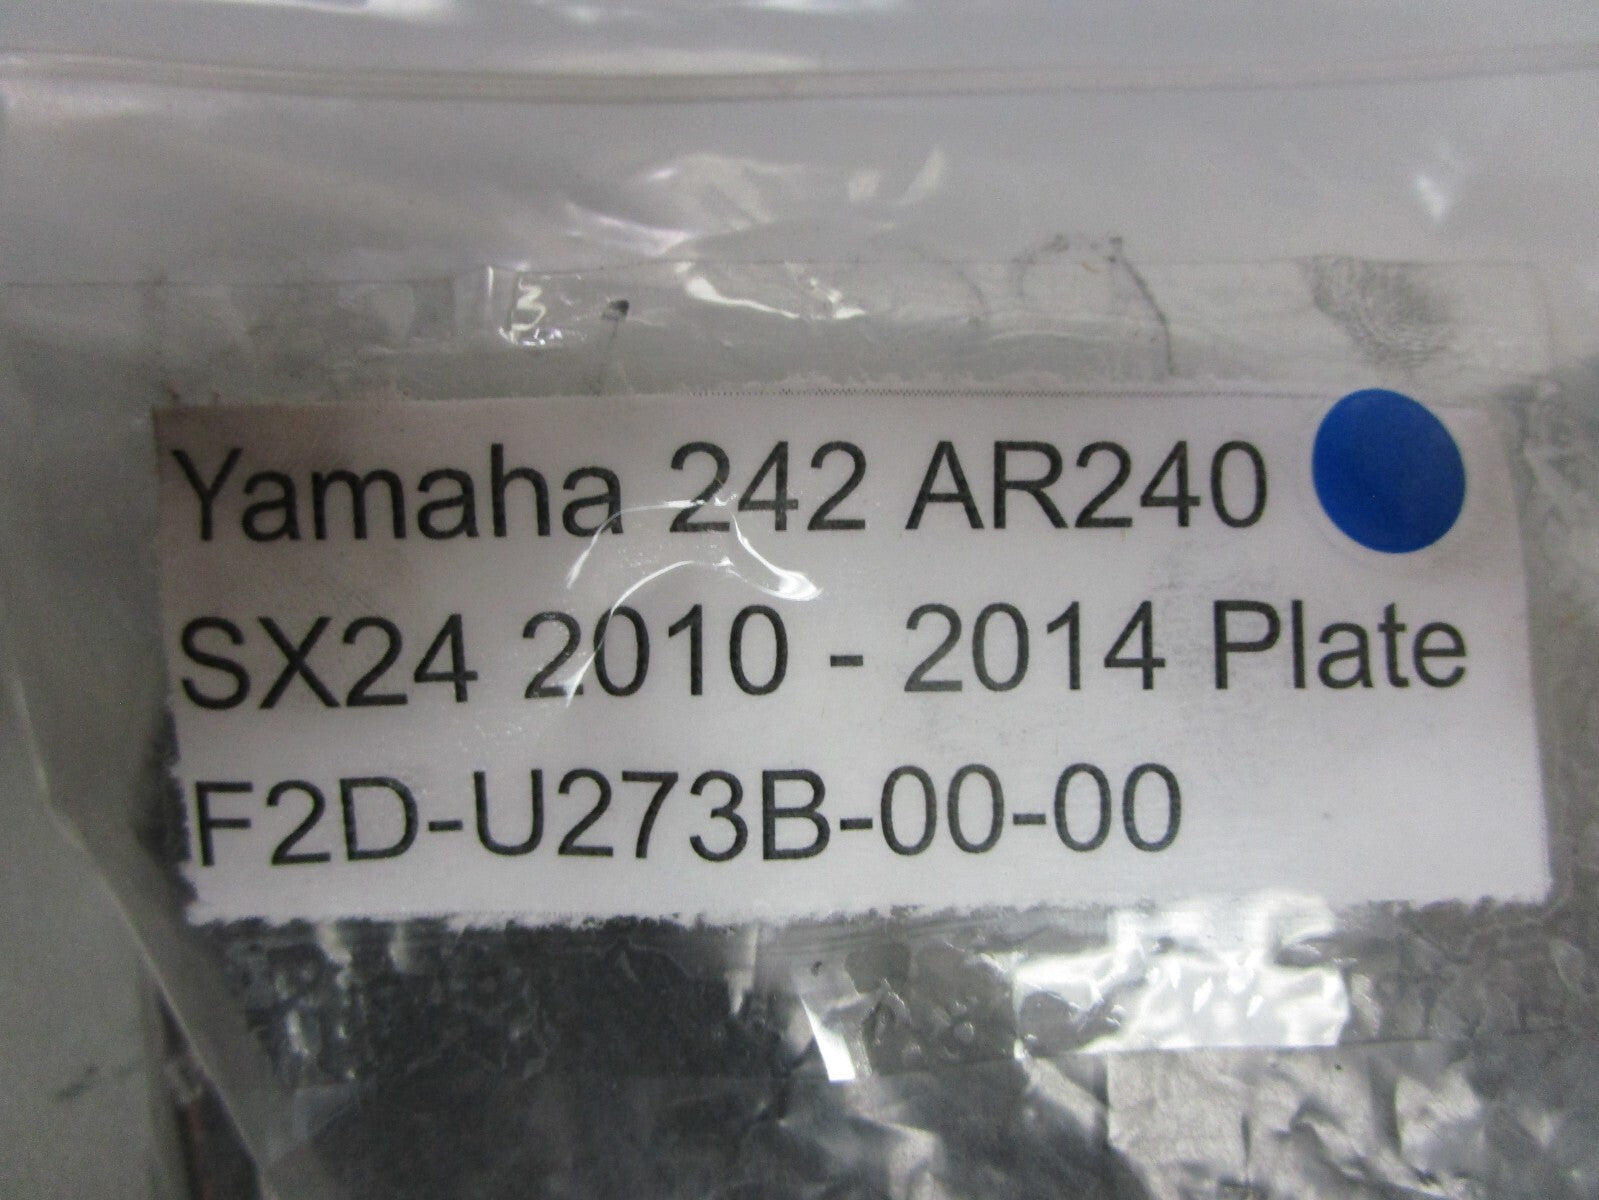 Yamaha 242 AR240
SX24 2010 - 2014 Plate
F2D-U273B-00-00